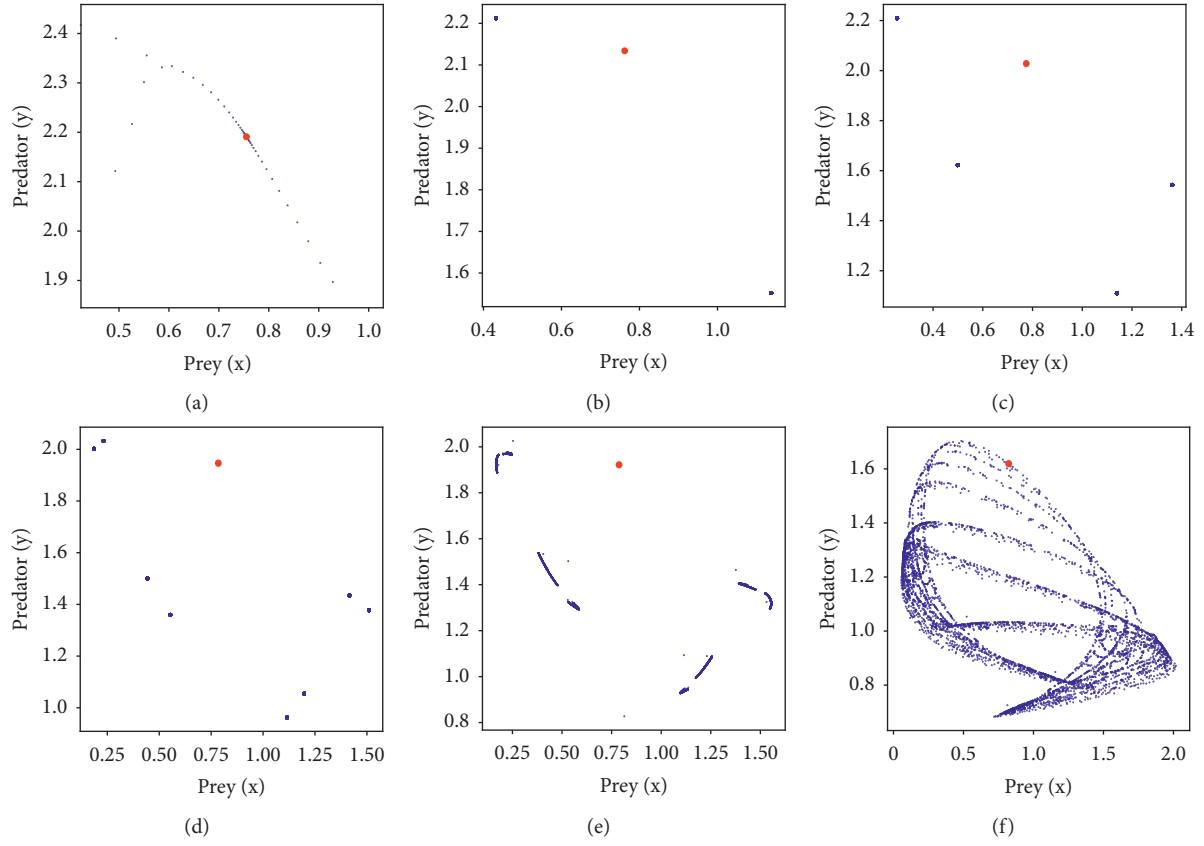 2.4
2.3
2.2
2.1
2.0
1.9
Predator (y)
0.5 0.6 0.7 0.8 0.9 1.0
Prey (x)
(a)
2.2
2.1
2.0
1.9
1.8
1.7
1.6
Predator (y)
0.4 0.6 0.8 1.0
Prey (x)
(b)
2.2
2.0
1.8
1.6
1.4
1.2
Predator (y)
0.4 0.6 0.8 1.0 1.2 1.4
Prey (x)
(c)
2.0
1.8
1.6
1.4
1.2
1.0
Predator (y)
0.25 0.50 0.75 1.00 1.25 1.50
Prey (x)
(d)
2.0
1.8
1.6
1.4
1.2
1.0
0.8
Predator (y)
0.25 0.50 0.75 1.00 1.25 1.50
Prey (x)
(e)
1.6
1.4
1.2
1.0
0.8
Predator (y)
0 0.5 1.0 1.5 2.0
Prey (x)
(f)